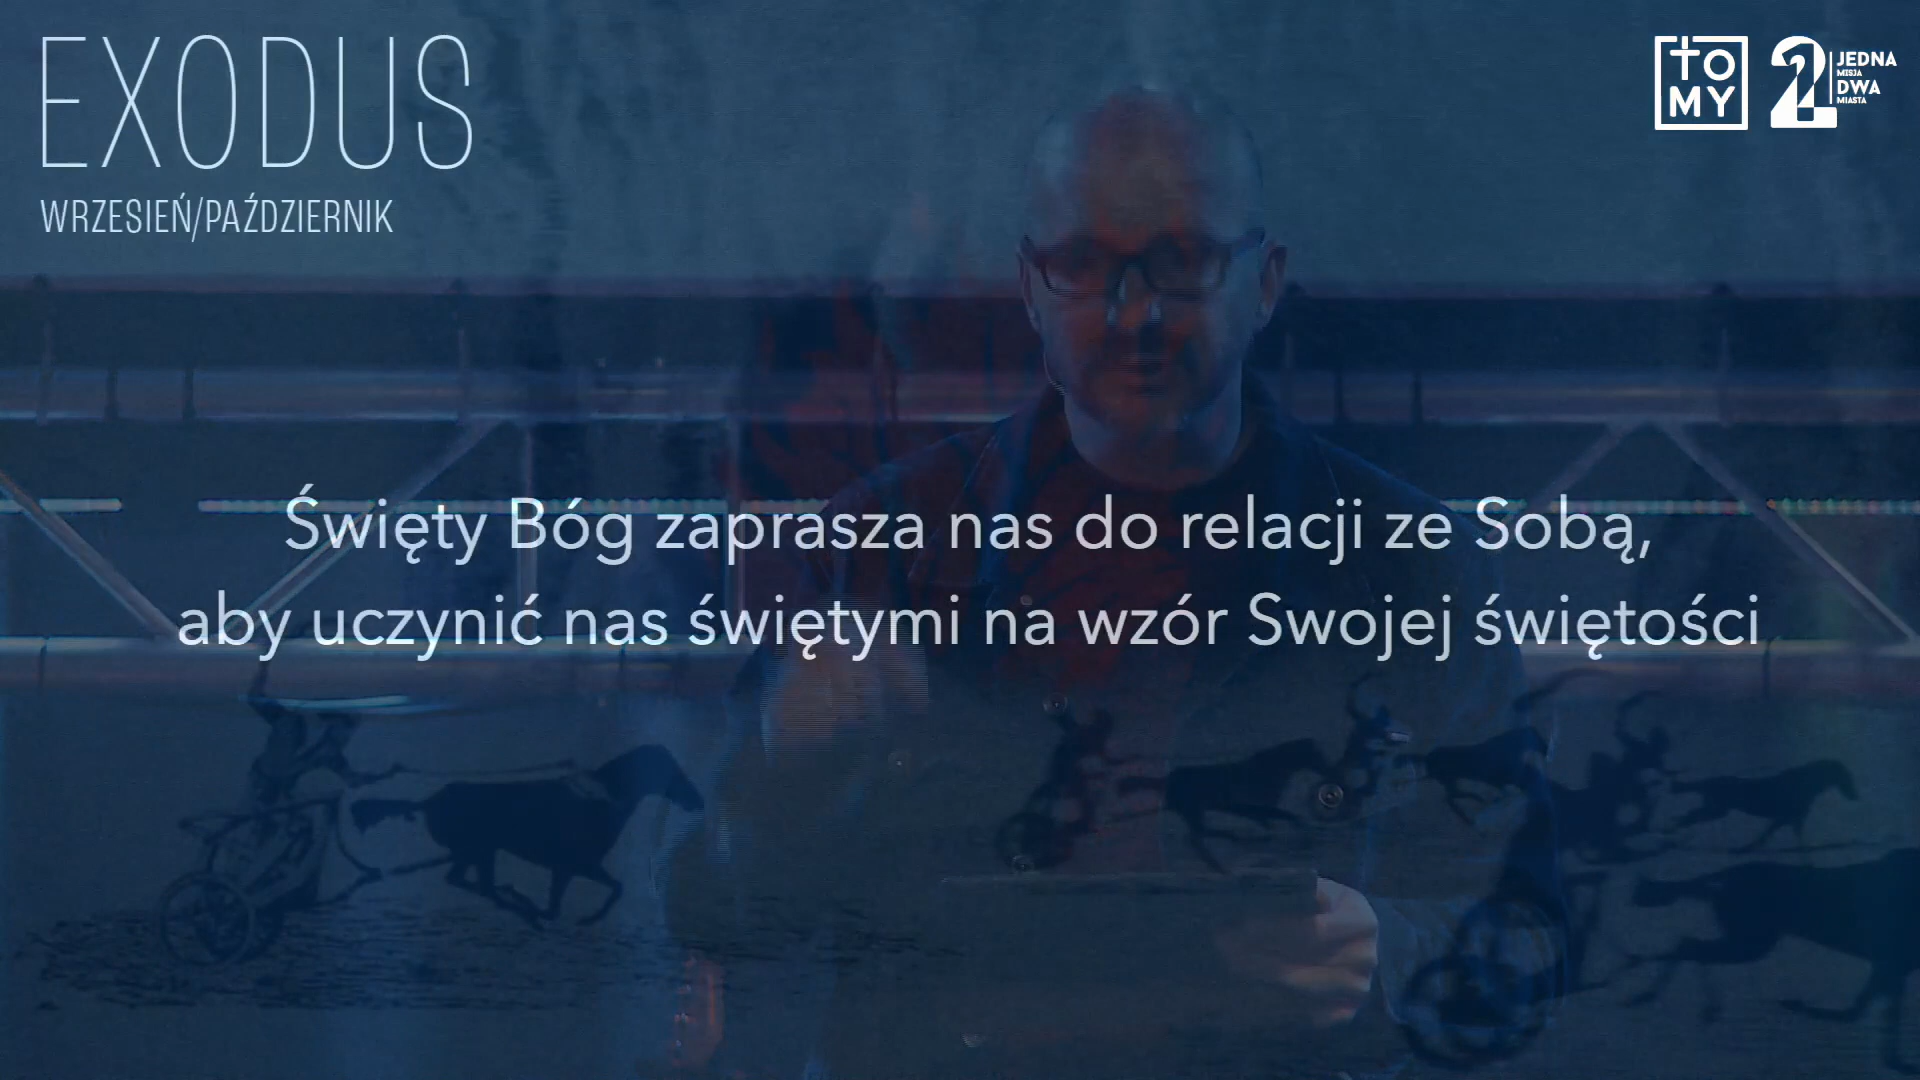 EXODUS
WRZESIEŃ/PAŹDZIERNIK
TO
MY
2
JEDNA
MISJA
DWA
MIASTA
Święty Bóg zaprasza nas do relacji ze Sobą,
aby uczynić nas świętymi na wzór Swojej świętości